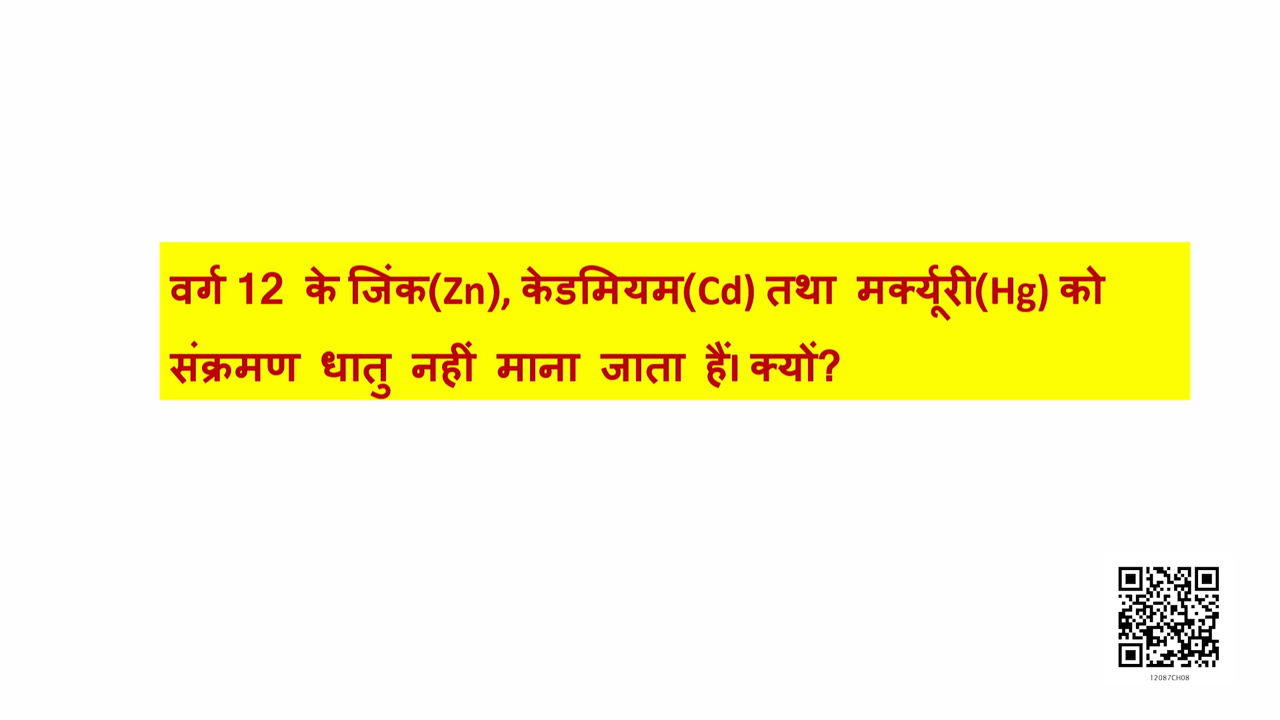 वर्ग 12 के जिंक(Zn), केडमियम(Cd) तथा मर्क्यूरी(Hg) को
संक्रमण धातु नहीं माना जाता हैं। क्यों?
12087CH08